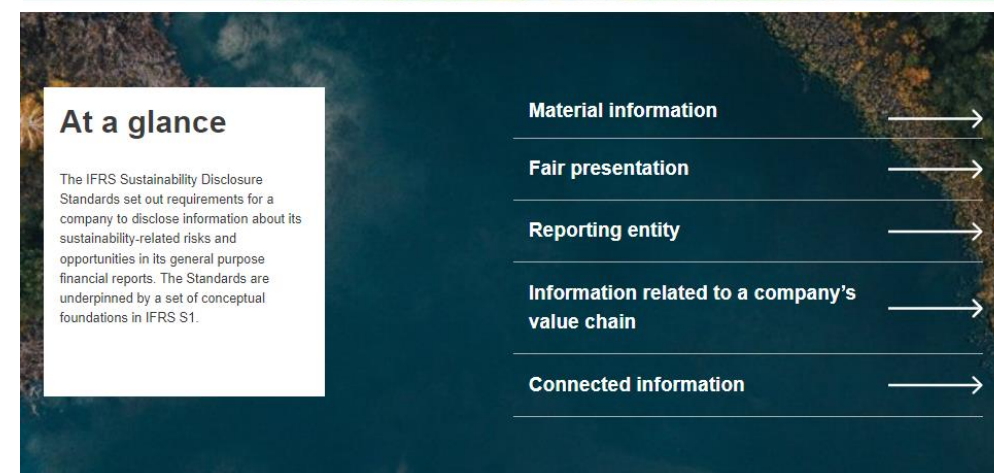 At a glance
The IFRS Sustainability Disclosure
Standards set out requirements for a
company to disclose information about its
sustainability-related risks and
opportunities in its general purpose
financial reports. The Standards are
underpinned by a set of conceptual
foundations in IFRS S1.
Material information
Fair presentation
Reporting entity
Information related to a company’s
value chain
Connected information